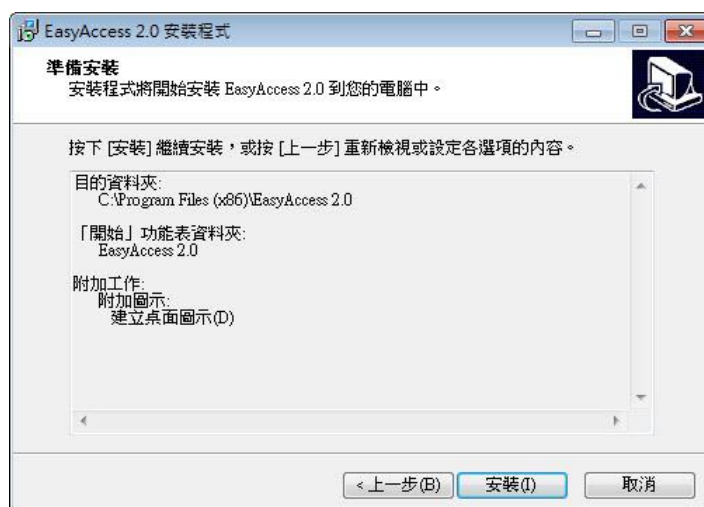 EasyAccess 2.0 安裝程式
準備安裝
安裝程式將開始安裝 EasyAccess 2.0 到您的電腦中。
按下 [安裝] 繼續安裝，或按 [上一步] 重新檢視或設定各選項的內容。
目的資料夾:
C:\Program Files (x86)\EasyAccess 2.0
「開始」功能表資料夾:
EasyAccess 2.0
附加工作:
附加圖示:
建立桌面圖示(D)
<上一步(B)
安裝(I)
取消